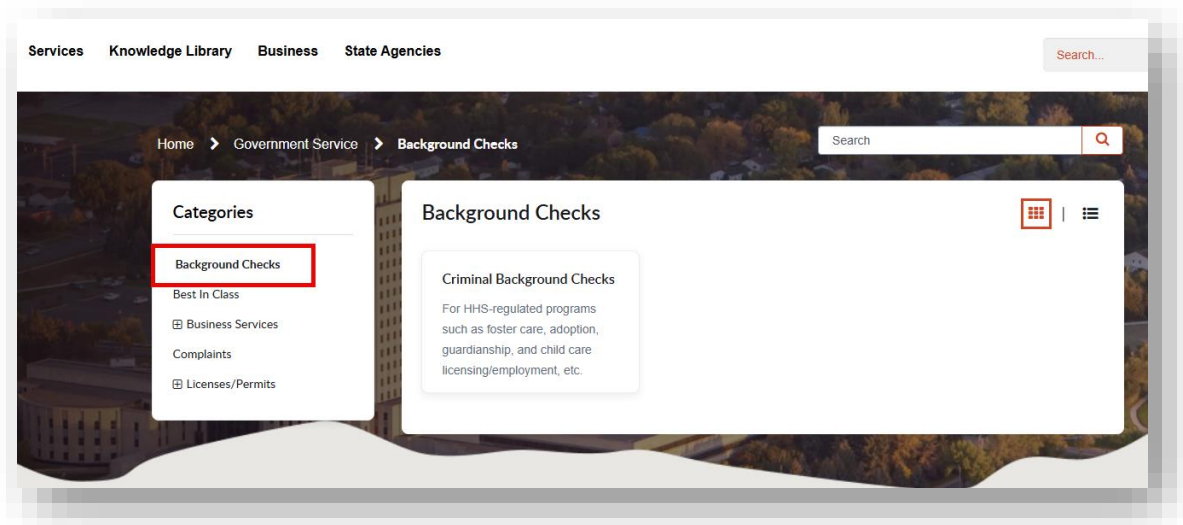 Services Knowledge Library Business State Agencies
Search...
Home Government Service Background Checks
Search
Categories
Background Checks
Best In Class
Business Services
Complaints
Licenses/Permits
Background Checks
Criminal Background Checks
For HHS-regulated programs
such as foster care, adoption,
guardianship, and child care
licensing/employment, etc.